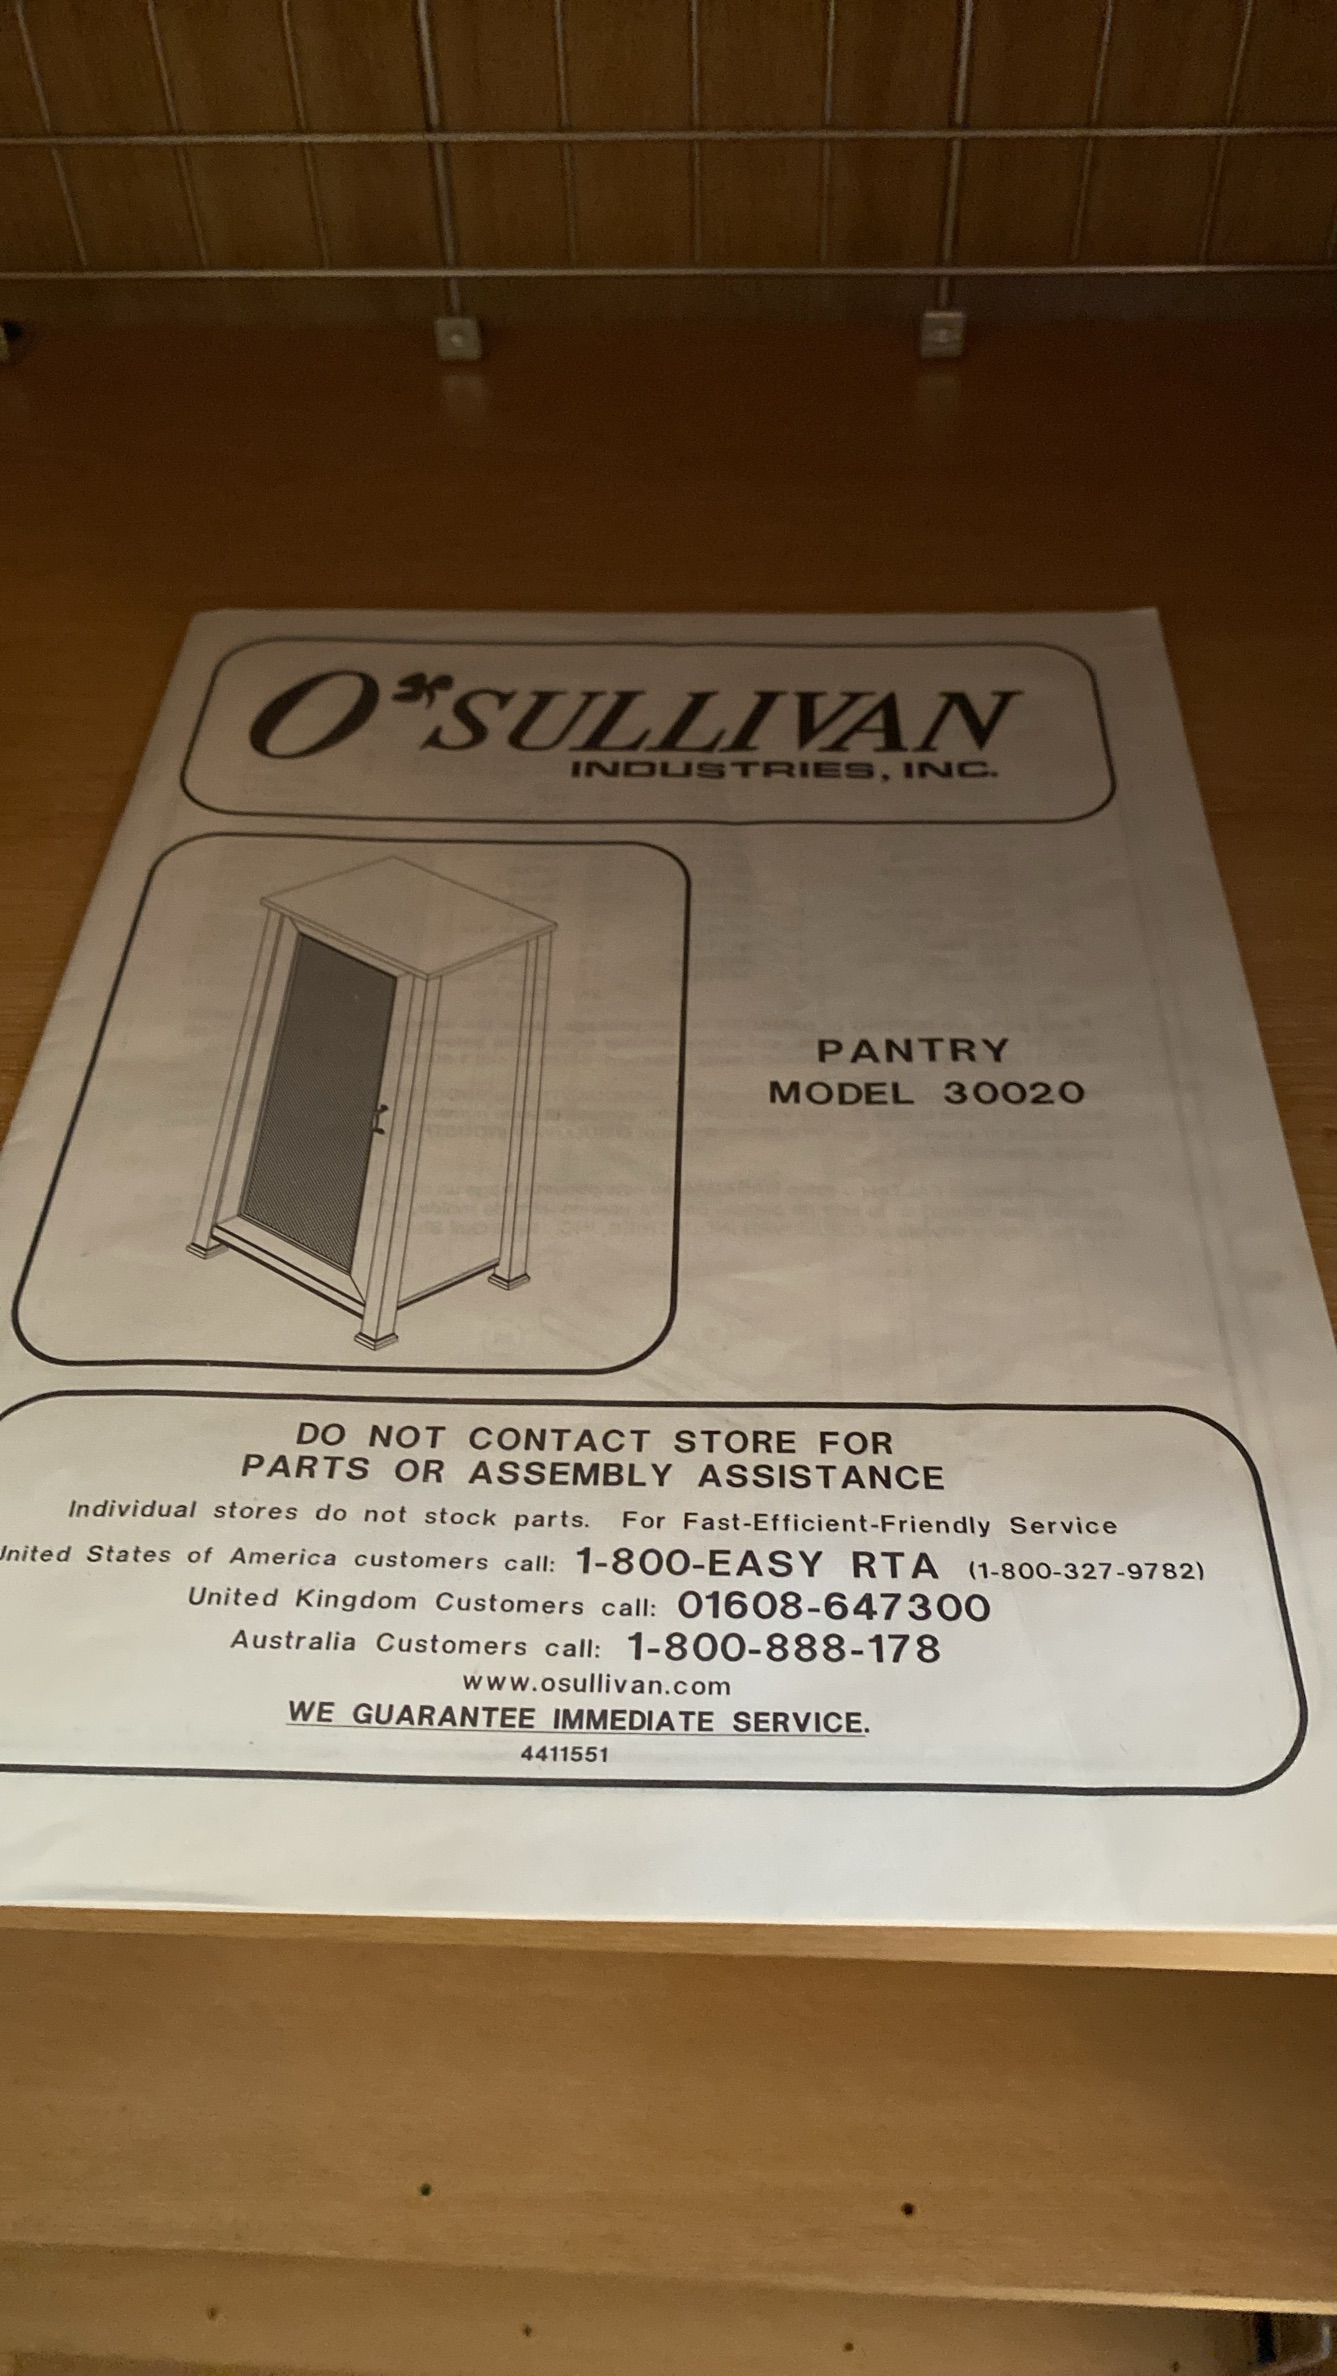 O'SULLIVAN
INDUSTRIES, INC.
PANTRY
MODEL 30020
DO NOT CONTACT STORE FOR
PARTS OR ASSEMBLY ASSISTANCE
Individual stores do not stock parts. For Fast-Efficient-Friendly Service
United States of America customers call: 1-800-EASY RTA (1-800-327-9782)
United Kingdom Customers call: 01608-647300
Australia Customers call: 1-800-888-178
www.osullivan.com
WE GUARANTEE IMMEDIATE SERVICE.
4411551